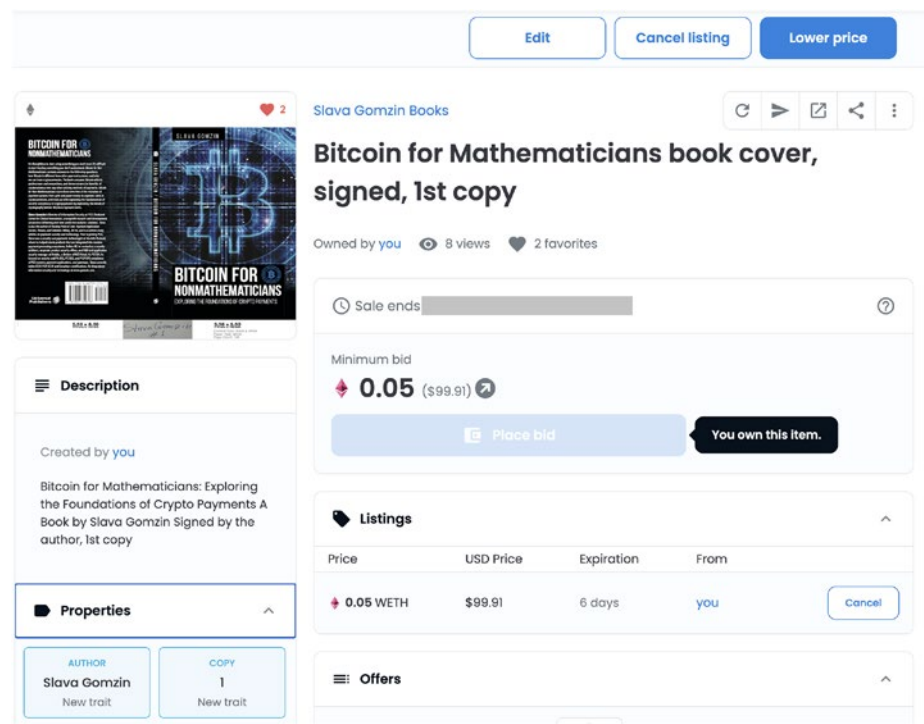 Edit
Cancel listing
Lower price
2
BITCOIN FOR
NONMATHEMATICIANS
SLAVA GOMZIN
BITCOIN FOR
NONMATHEMATICIANS
EXPLORING THE FOUNDATIONS OF CRYPTO PAYMENTS
Slava Gomzin Books
Bitcoin for Mathematicians book cover,
signed, 1st copy
Owned by you 8 views 2 favorites
Sale ends
Minimum bid
0.05 ($99.91)
Place bid
You own this item.
Description
Created by you
Bitcoin for Mathematicians: Exploring
the Foundations of Crypto Payments A
Book by Slava Gomzin Signed by the
author, 1st copy
Properties
AUTHOR
Slava Gomzin
New trait
COPY
1
New trait
Listings
Price USD Price Expiration From
0.05 WETH $99.91 6 days you Cancel
Offers